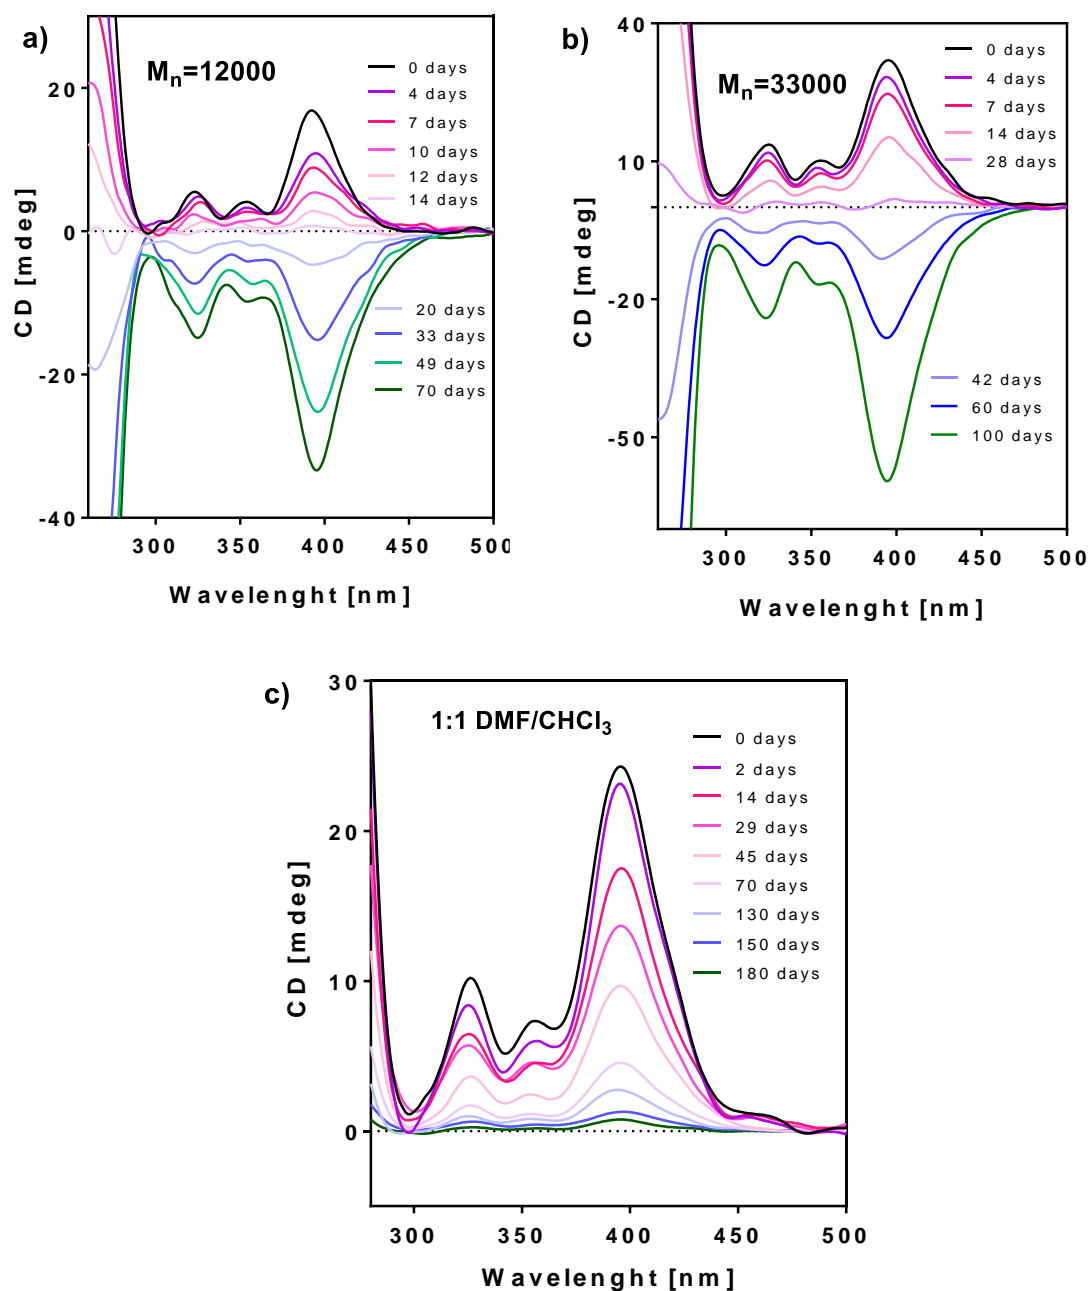 a)
Mn=12000
0 days
4 days
7 days
10 days
12 days
14 days
20 days
33 days
49 days
70 days
20
0
-20
-40
CD [mdeg]
300 350 400 450 500
Wavelenght [nm]
b)
Mn=33000
0 days
4 days
7 days
14 days
28 days
42 days
60 days
100 days
40
10
-20
-50
CD [mdeg]
300 350 400 450 500
Wavelenght [nm]
c)
1:1 DMF/CHCl3
0 days
2 days
14 days
29 days
45 days
70 days
130 days
150 days
180 days
30
20
10
0
CD [mdeg]
300 350 400 450 500
Wavelenght [nm]